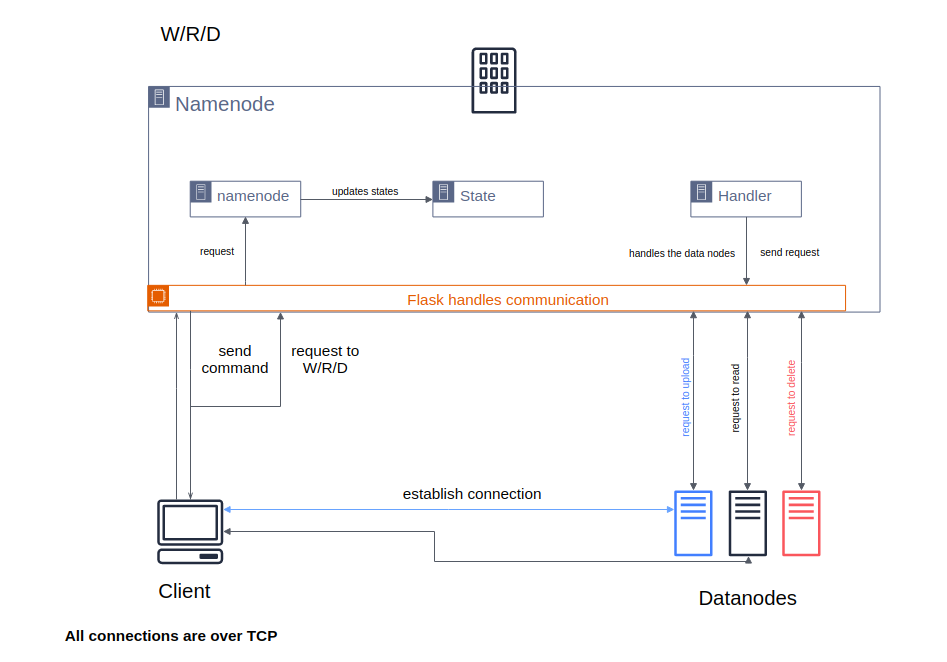 W/R/D
Namenode
namenode
updates states
State
Handler
request
handles the data nodes
send request
Flask handles communication
send
command
request to
W/R/D
request to upload
request to read
request to delete
establish connection
Client
Datanodes
All connections are over TCP